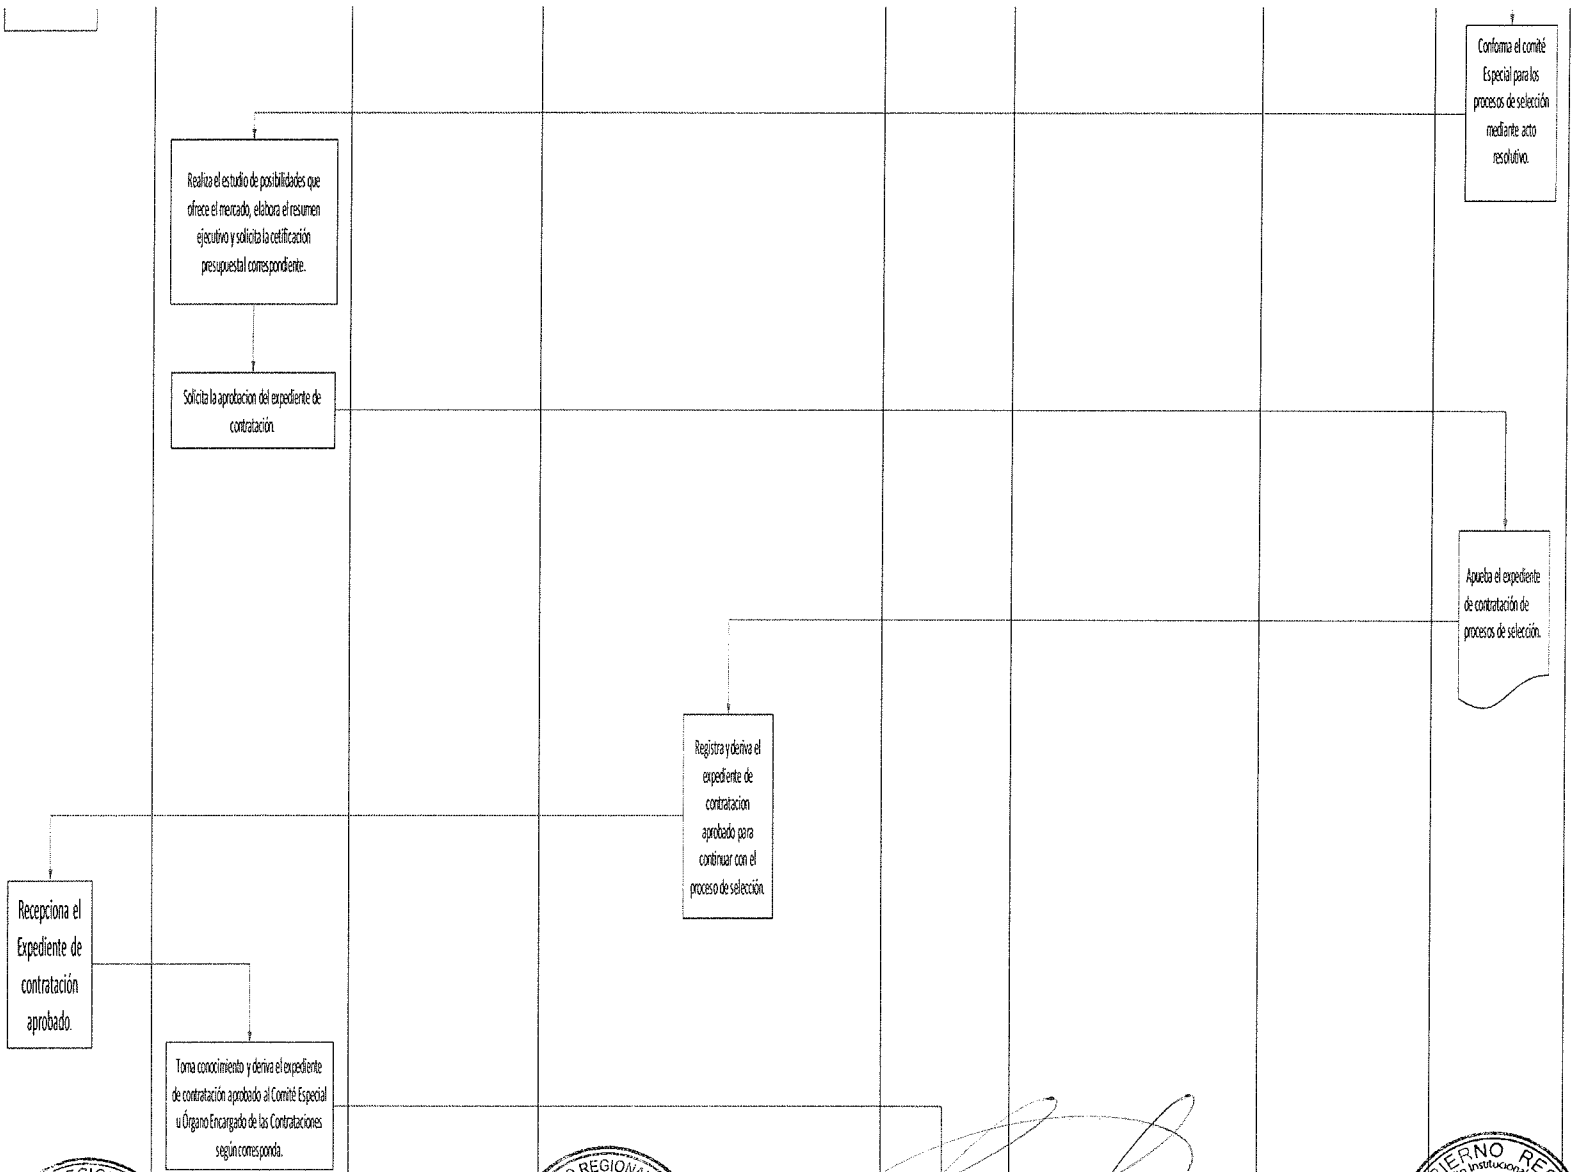 Conforma el comité
Especial para los
procesos de selección
mediante acto
resolutivo.
Realiza el estudio de posibilidades que
ofrece el mercado, elabora el resumen
ejecutivo y solicita la cetificación
presupuestal correspondiente.
Solicita la aprobacion del expediente de
contratación.
Apueba el expediente
de contratación de
procesos de selección.
Registra y deriva el
expediente de
contratacion
aprobado para
continuar con el
proceso de selección.
Recepciona el
Expediente de
contratación
aprobado.
Toma conocimiento y deriva el expediente
de contratación aprobado al Comité Especial
u Órgano Encargado de las Contrataciones
según corresponda.
REGIONA
IERNO RE
Instituciona